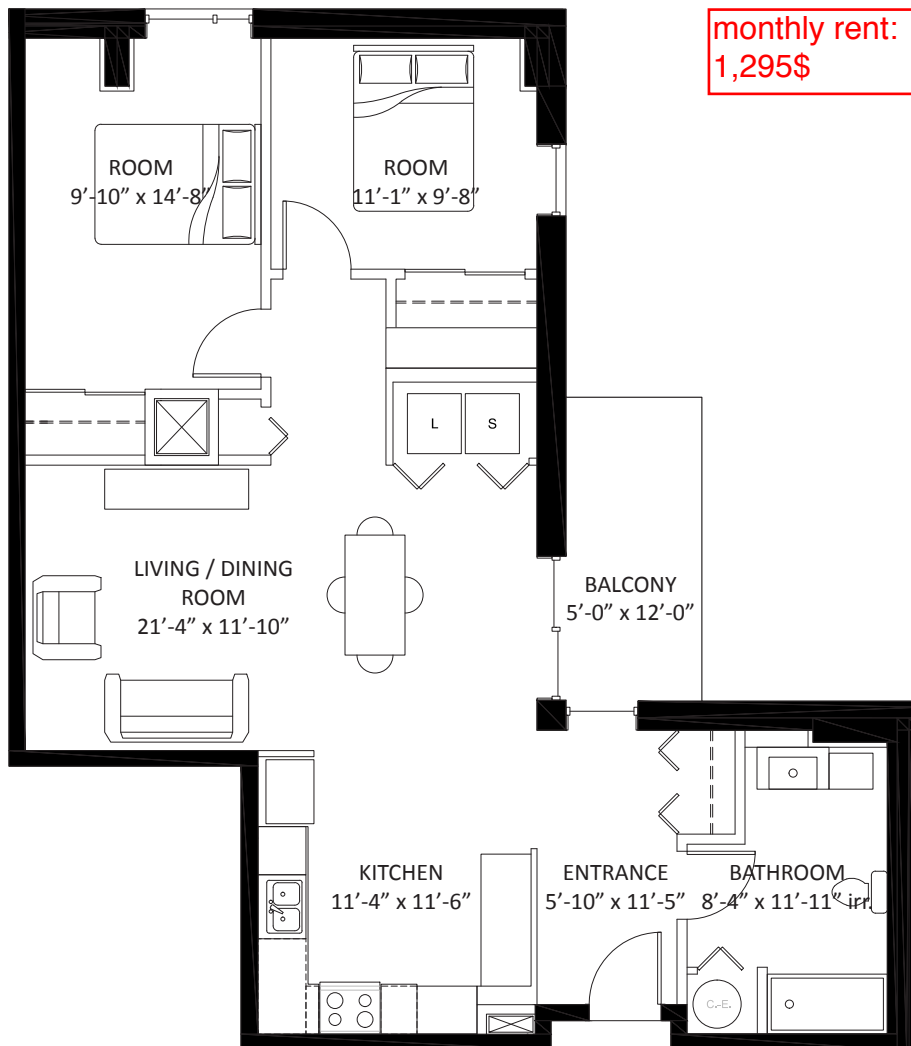 monthly rent:
1,295$
ROOM
9’-10” x 14’-8”
ROOM
11’-1” x 9’-8”
L
S
LIVING / DINING
ROOM
21’-4” x 11’-10”
BALCONY
5’-0” x 12’-0”
KITCHEN
11’-4” x 11’-6”
ENTRANCE
5’-10” x 11’-5”
BATHROOM
8’-4” x 11’-11” irr.
C.-E.